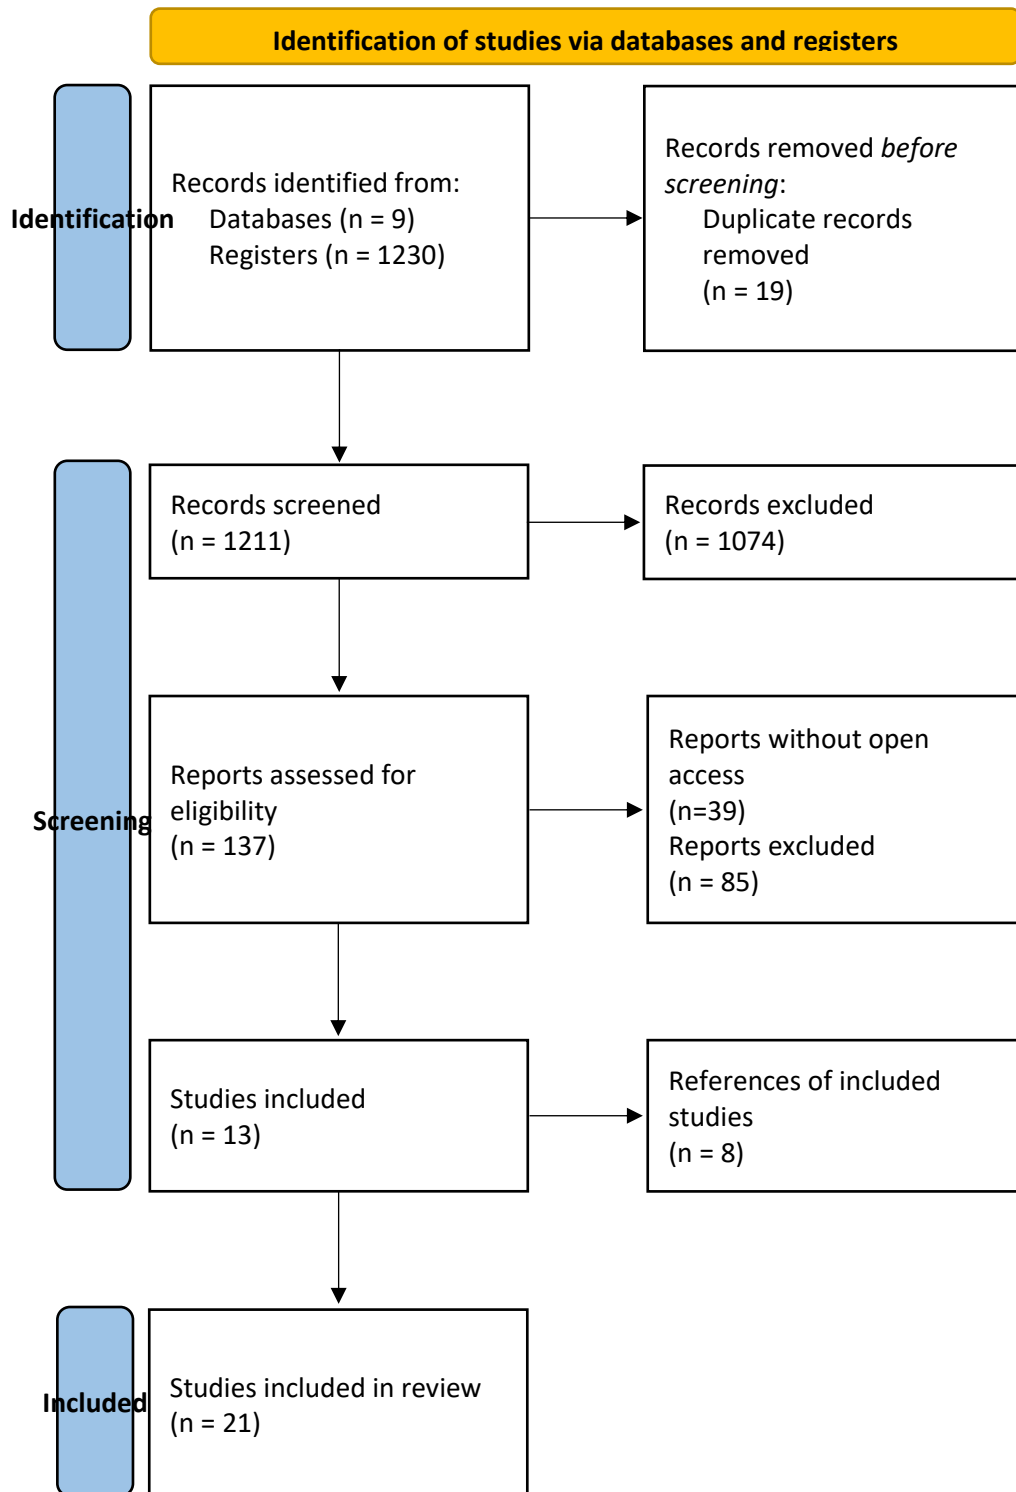 Identification of studies via databases and registers
Identification
Records identified from:
Databases (n = 9)
Registers (n = 1230)
Records removed before
screening:
Duplicate records
removed
(n = 19)
Screening
Records screened
(n = 1211)
Records excluded
(n = 1074)
Reports assessed for
eligibility
(n = 137)
Reports without open
access
(n=39)
Reports excluded
(n = 85)
Studies included
(n = 13)
References of included
studies
(n = 8)
Included
Studies included in review
(n = 21)